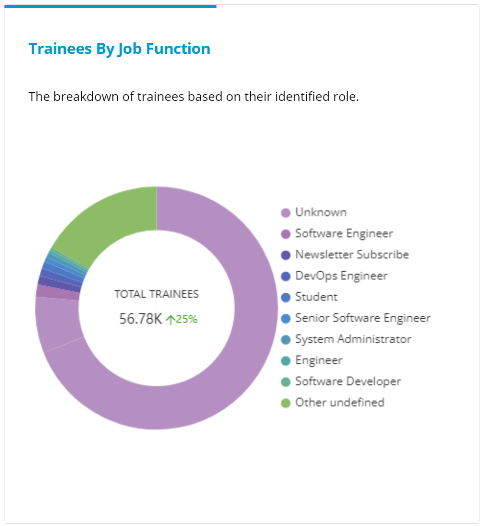 Trainees By Job Function
The breakdown of trainees based on their identified role.
TOTAL TRAINEES
56.78K ↑25%
Unknown
Software Engineer
Newsletter Subscribe
DevOps Engineer
Student
Senior Software Engineer
System Administrator
Engineer
Software Developer
Other undefined